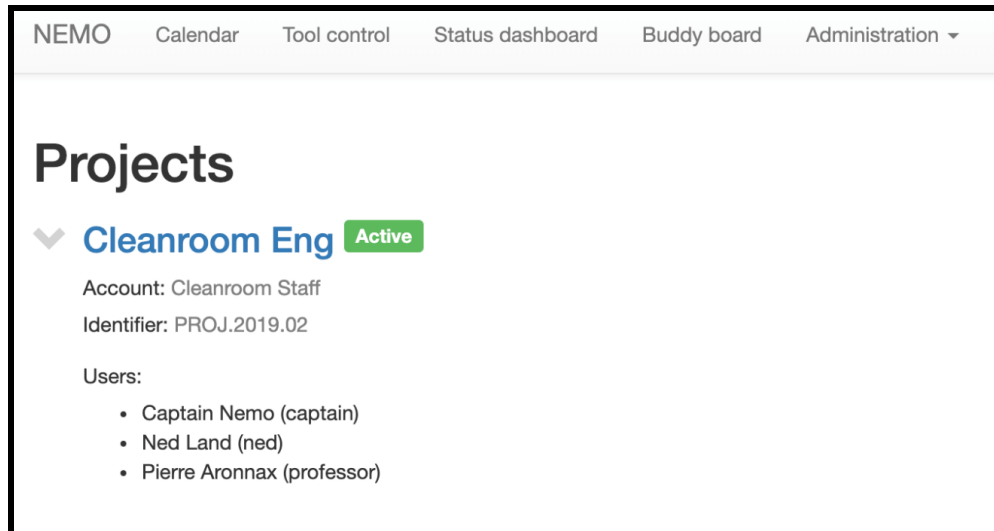 NEMO Calendar Tool control Status dashboard Buddy board Administration
Projects
Cleanroom Eng Active
Account: Cleanroom Staff
Identifier: PROJ.2019.02
Users:
• Captain Nemo (captain)
• Ned Land (ned)
• Pierre Aronnax (professor)